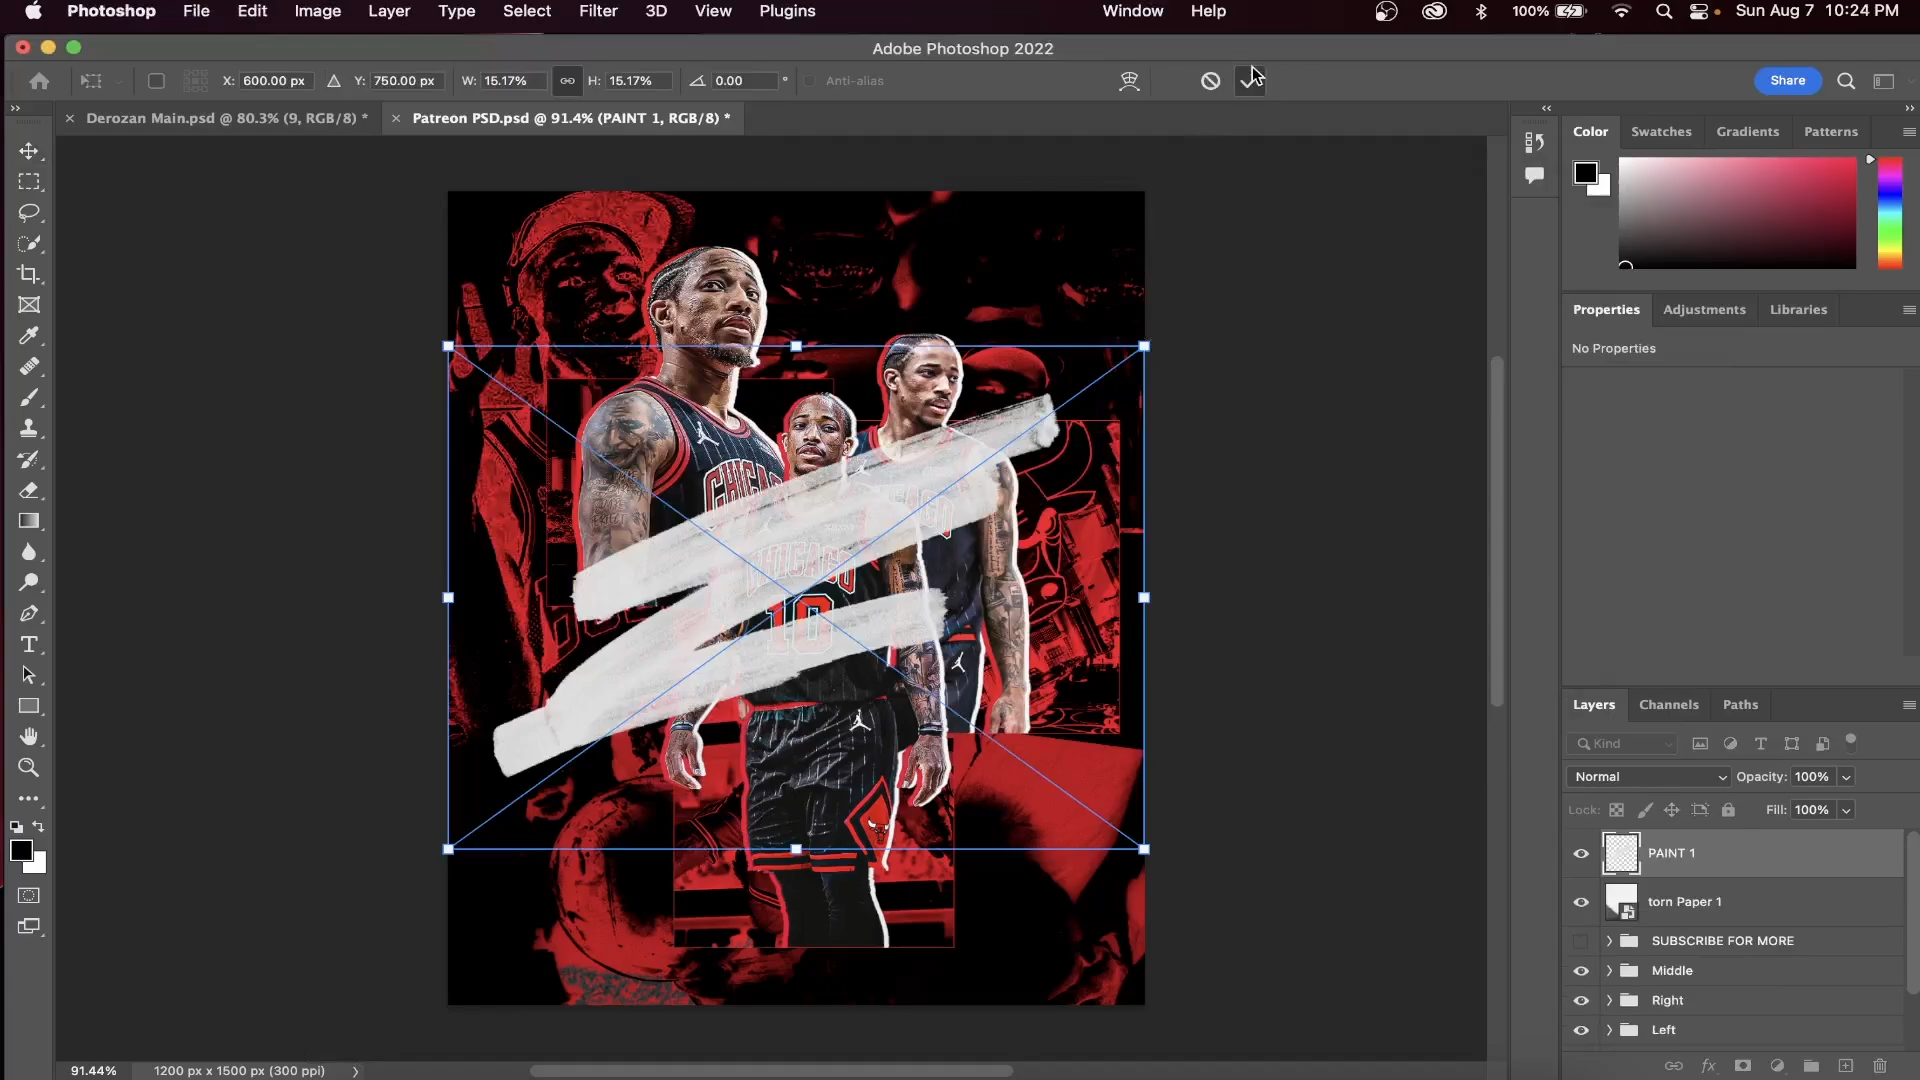 Photoshop File Edit Image Layer Type Select Filter 3D View Plugins Window Help 100% Sun Aug 7 10:24 PM
Adobe Photoshop 2022
X: 600.00 px Y: 750.00 px W: 15.17% H: 15.17% 0.00 ° Anti-alias Share
Derozan Main.psd @ 80.3% (9, RGB/8) *
Patreon PSD.psd @ 91.4% (PAINT 1, RGB/8) *
Color Swatches Gradients Patterns
Properties Adjustments Libraries
No Properties
CHICAGO
CHICAGO
10
Layers Channels Paths
Kind
Normal Opacity: 100%
Lock: Fill: 100%
PAINT 1
torn Paper 1
SUBSCRIBE FOR MORE
Middle
Right
Left
91.44% 1200 px x 1500 px (300 ppi)